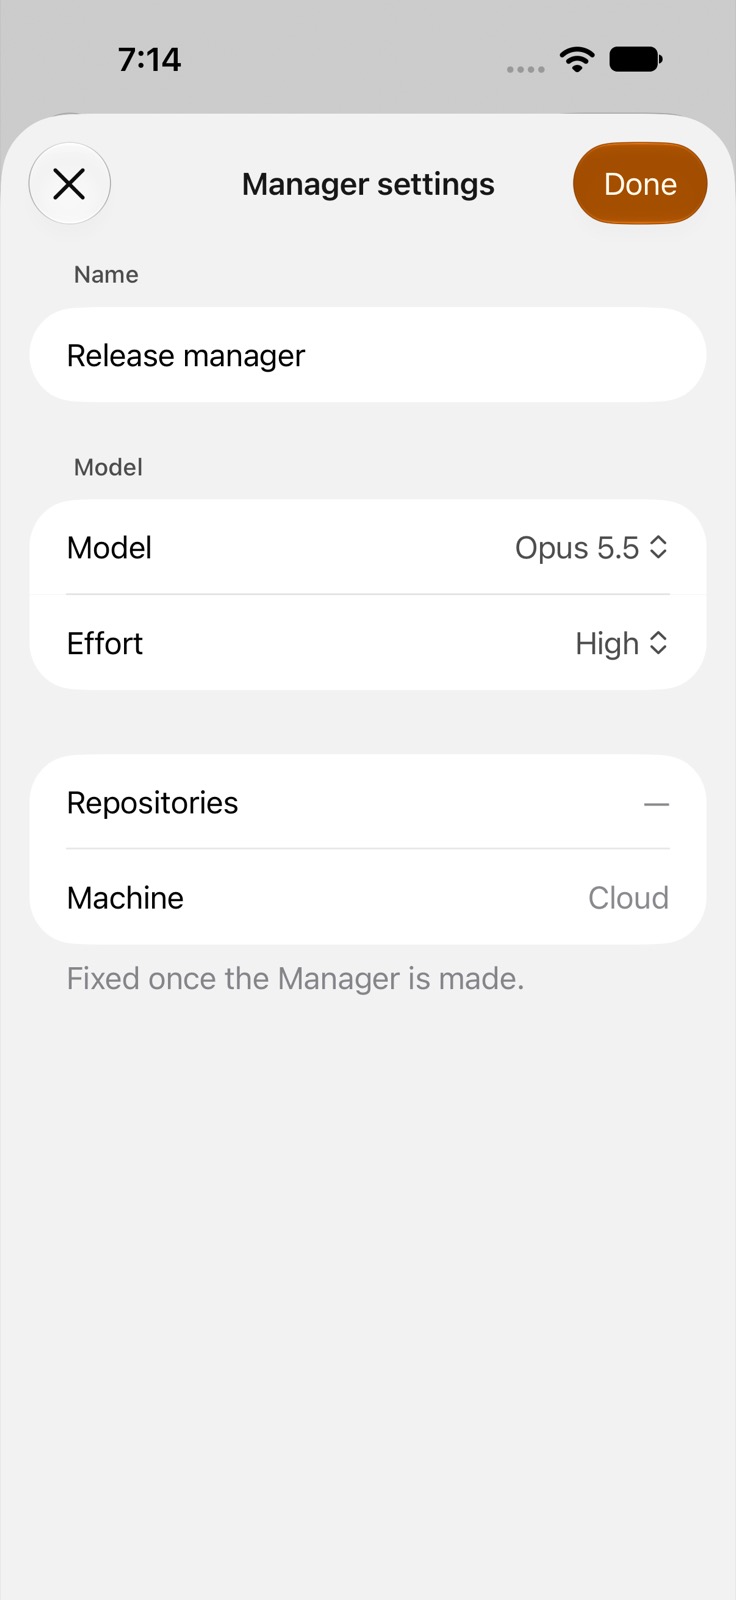 7:14
Manager settings
Done
Name
Release manager
Model
Model
Opus 5.5
Effort
High
Repositories
—
Machine
Cloud
Fixed once the Manager is made.